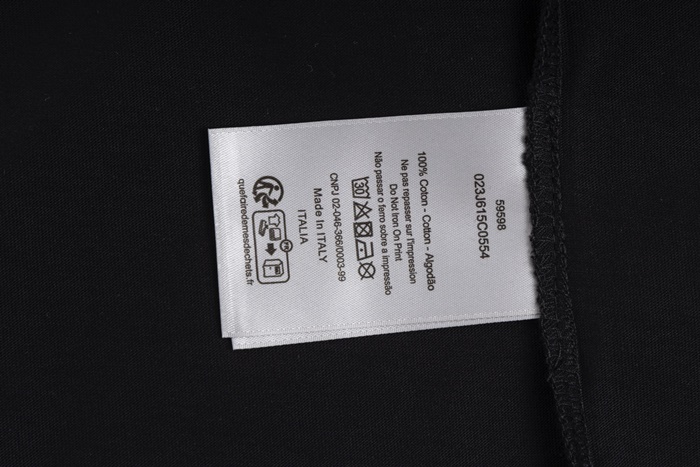 59598
023J615C0554
100% Coton - Cotton - Algodão
Ne pas repasser sur l'impression
Do Not Iron On Print
Não passar o ferro sobre a impressão
30
CNPJ 02-046-366/0003-99
Made In ITALY
ITALIA
quefairedemesdechets.fr